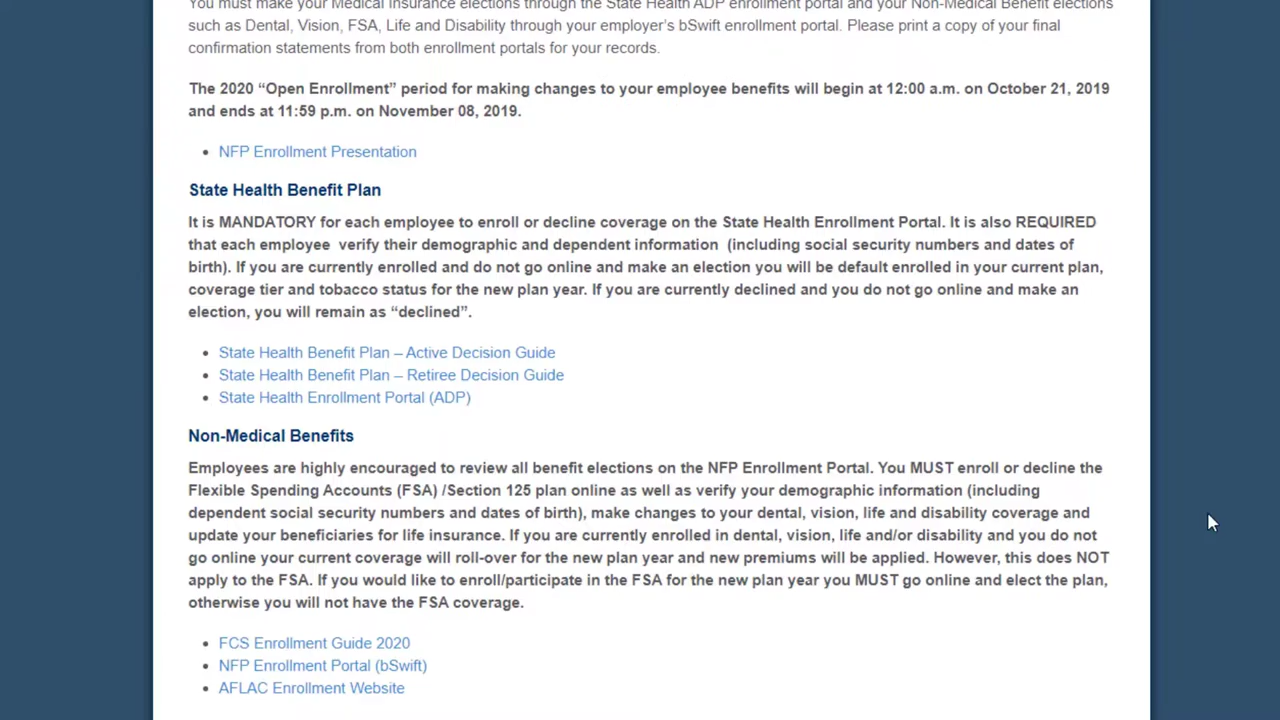 You must make your Medical Insurance elections through the State Health ADP enrollment portal and your Non-Medical Benefit elections
such as Dental, Vision, FSA, Life and Disability through your employer’s bSwift enrollment portal. Please print a copy of your final
confirmation statements from both enrollment portals for your records.
The 2020 “Open Enrollment” period for making changes to your employee benefits will begin at 12:00 a.m. on October 21, 2019
and ends at 11:59 p.m. on November 08, 2019.
• NFP Enrollment Presentation
State Health Benefit Plan
It is MANDATORY for each employee to enroll or decline coverage on the State Health Enrollment Portal. It is also REQUIRED
that each employee  verify their demographic and dependent information  (including social security numbers and dates of
birth). If you are currently enrolled and do not go online and make an election you will be default enrolled in your current plan,
coverage tier and tobacco status for the new plan year. If you are currently declined and you do not go online and make an
election, you will remain as “declined”.
• State Health Benefit Plan – Active Decision Guide
• State Health Benefit Plan – Retiree Decision Guide
• State Health Enrollment Portal (ADP)
Non-Medical Benefits
Employees are highly encouraged to review all benefit elections on the NFP Enrollment Portal. You MUST enroll or decline the
Flexible Spending Accounts (FSA) /Section 125 plan online as well as verify your demographic information (including
dependent social security numbers and dates of birth), make changes to your dental, vision, life and disability coverage and
update your beneficiaries for life insurance. If you are currently enrolled in dental, vision, life and/or disability and you do not
go online your current coverage will roll-over for the new plan year and new premiums will be applied. However, this does NOT
apply to the FSA. If you would like to enroll/participate in the FSA for the new plan year you MUST go online and elect the plan,
otherwise you will not have the FSA coverage.
• FCS Enrollment Guide 2020
• NFP Enrollment Portal (bSwift)
• AFLAC Enrollment Website